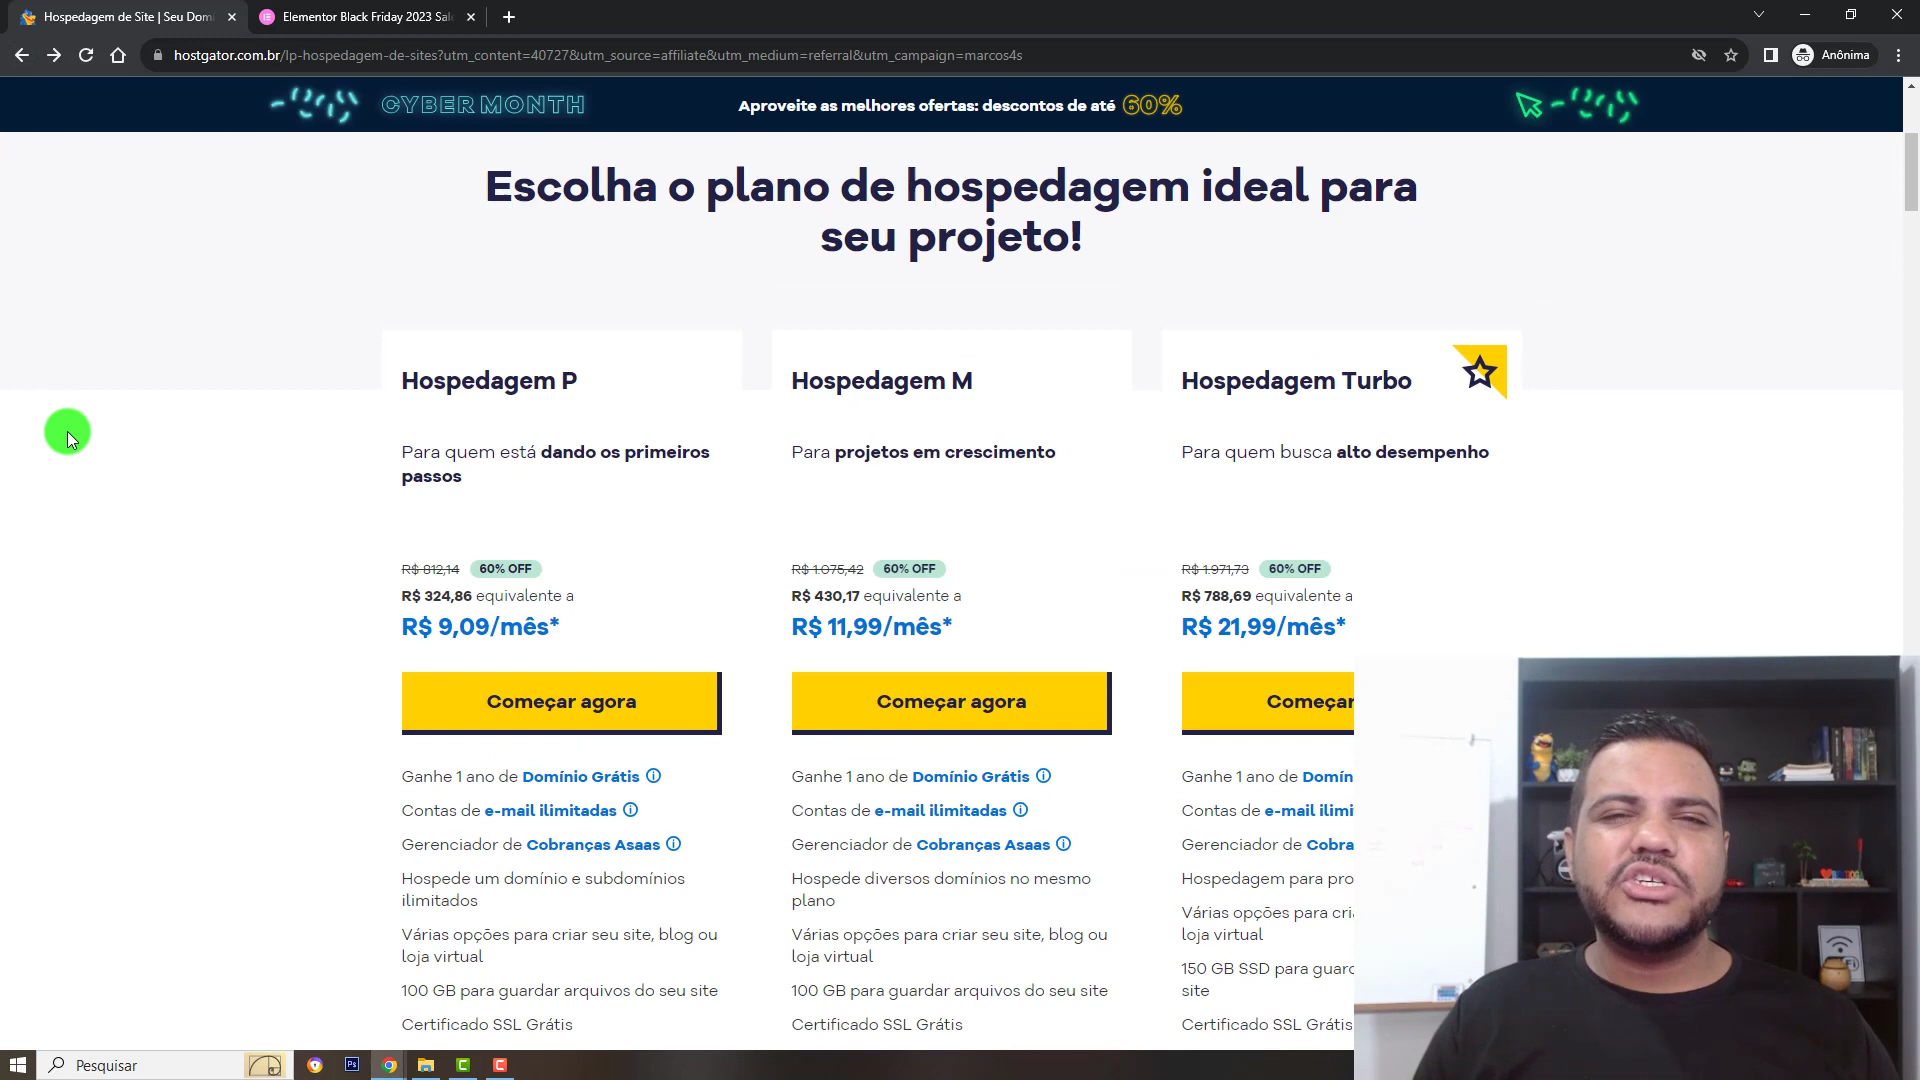 Hospedagem de Site | Seu Domi
Elementor Black Friday 2023 Sale
hostgator.com.br/lp-hospedagem-de-sites?utm_content=40727&utm_source=affiliate&utm_medium=referral&utm_campaign=marcos4s
Anônima
CYBER MONTH
Aproveite as melhores ofertas: descontos de até 60%
Escolha o plano de hospedagem ideal para
seu projeto!
Hospedagem P
Para quem está dando os primeiros
passos
R$ 812,14 60% OFF
R$ 324,86 equivalente a
R$ 9,09/mês*
Começar agora
Ganhe 1 ano de Domínio Grátis
Contas de e-mail ilimitadas
Gerenciador de Cobranças Asaas
Hospede um domínio e subdomínios
ilimitados
Várias opções para criar seu site, blog ou
loja virtual
100 GB para guardar arquivos do seu site
Certificado SSL Grátis
Hospedagem M
Para projetos em crescimento
R$ 1.075,42 60% OFF
R$ 430,17 equivalente a
R$ 11,99/mês*
Começar agora
Ganhe 1 ano de Domínio Grátis
Contas de e-mail ilimitadas
Gerenciador de Cobranças Asaas
Hospede diversos domínios no mesmo
plano
Várias opções para criar seu site, blog ou
loja virtual
100 GB para guardar arquivos do seu site
Certificado SSL Grátis
Hospedagem Turbo
Para quem busca alto desempenho
R$ 1.971,73 60% OFF
R$ 788,69 equivalente a
R$ 21,99/mês*
Começar
Ganhe 1 ano de Domín
Contas de e-mail ilimi
Gerenciador de Cobra
Hospedagem para pro
Várias opções para cria
loja virtual
150 GB SSD para guard
site
Certificado SSL Grátis
Pesquisar
Ps